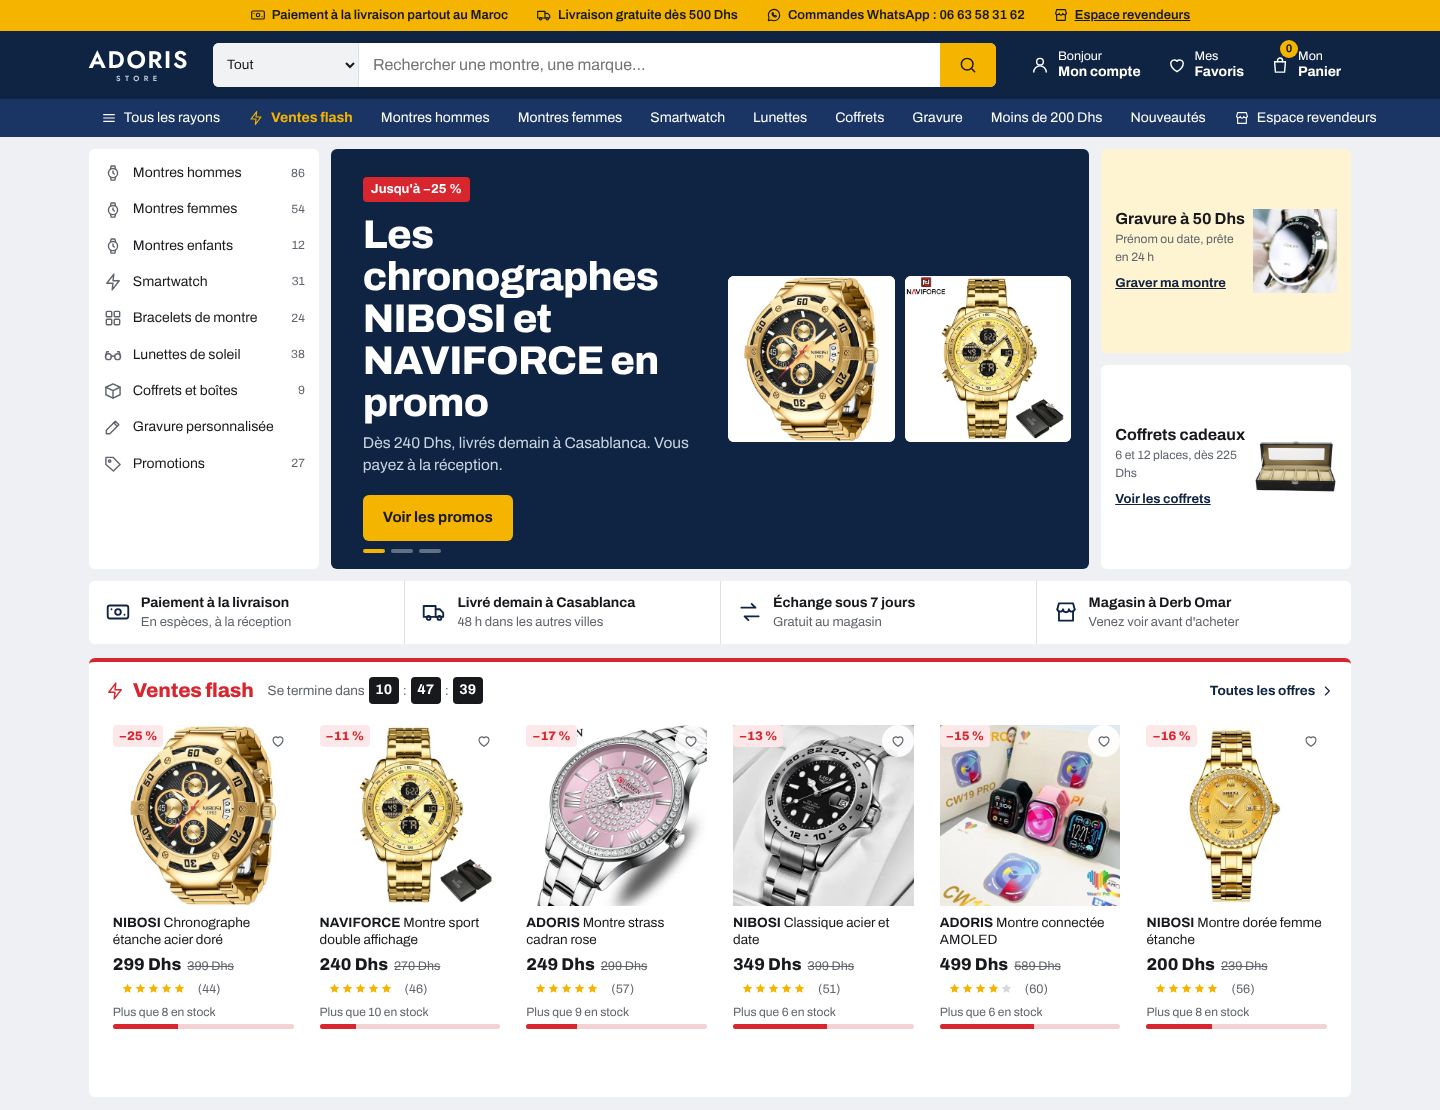 Paiement à la livraison partout au Maroc
Livraison gratuite dès 500 Dhs
Commandes WhatsApp : 06 63 58 31 62
Espace revendeurs
ADORIS
STORE
Tout
Rechercher une montre, une marque...
Bonjour
Mon compte
Mes
Favoris
0
Mon
Panier
Tous les rayons
Ventes flash
Montres hommes
Montres femmes
Smartwatch
Lunettes
Coffrets
Gravure
Moins de 200 Dhs
Nouveautés
Espace revendeurs
Montres hommes 86
Montres femmes 54
Montres enfants 12
Smartwatch 31
Bracelets de montre 24
Lunettes de soleil 38
Coffrets et boîtes 9
Gravure personnalisée
Promotions 27
Jusqu'à −25 %
Les
chronographes
NIBOSI et
NAVIFORCE en
promo
Dès 240 Dhs, livrés demain à Casablanca. Vous
payez à la réception.
Voir les promos
NAVIFORCE
Gravure à 50 Dhs
Prénom ou date, prête
en 24 h
Graver ma montre
Coffrets cadeaux
6 et 12 places, dès 225
Dhs
Voir les coffrets
Paiement à la livraison
En espèces, à la réception
Livré demain à Casablanca
48 h dans les autres villes
Échange sous 7 jours
Gratuit au magasin
Magasin à Derb Omar
Venez voir avant d'acheter
Ventes flash
Se termine dans 10 : 47 : 39
Toutes les offres
−25 %
NIBOSI Chronographe
étanche acier doré
299 Dhs 399 Dhs
(44)
Plus que 8 en stock
−11 %
NAVIFORCE Montre sport
double affichage
240 Dhs 270 Dhs
(46)
Plus que 10 en stock
−17 %
ADORIS Montre strass
cadran rose
249 Dhs 299 Dhs
(57)
Plus que 9 en stock
−13 %
NIBOSI Classique acier et
date
349 Dhs 399 Dhs
(51)
Plus que 6 en stock
−15 %
CW19 PRO
ADORIS Montre connectée
AMOLED
499 Dhs 589 Dhs
(60)
Plus que 6 en stock
−16 %
NIBOSI Montre dorée femme
étanche
200 Dhs 239 Dhs
(56)
Plus que 8 en stock